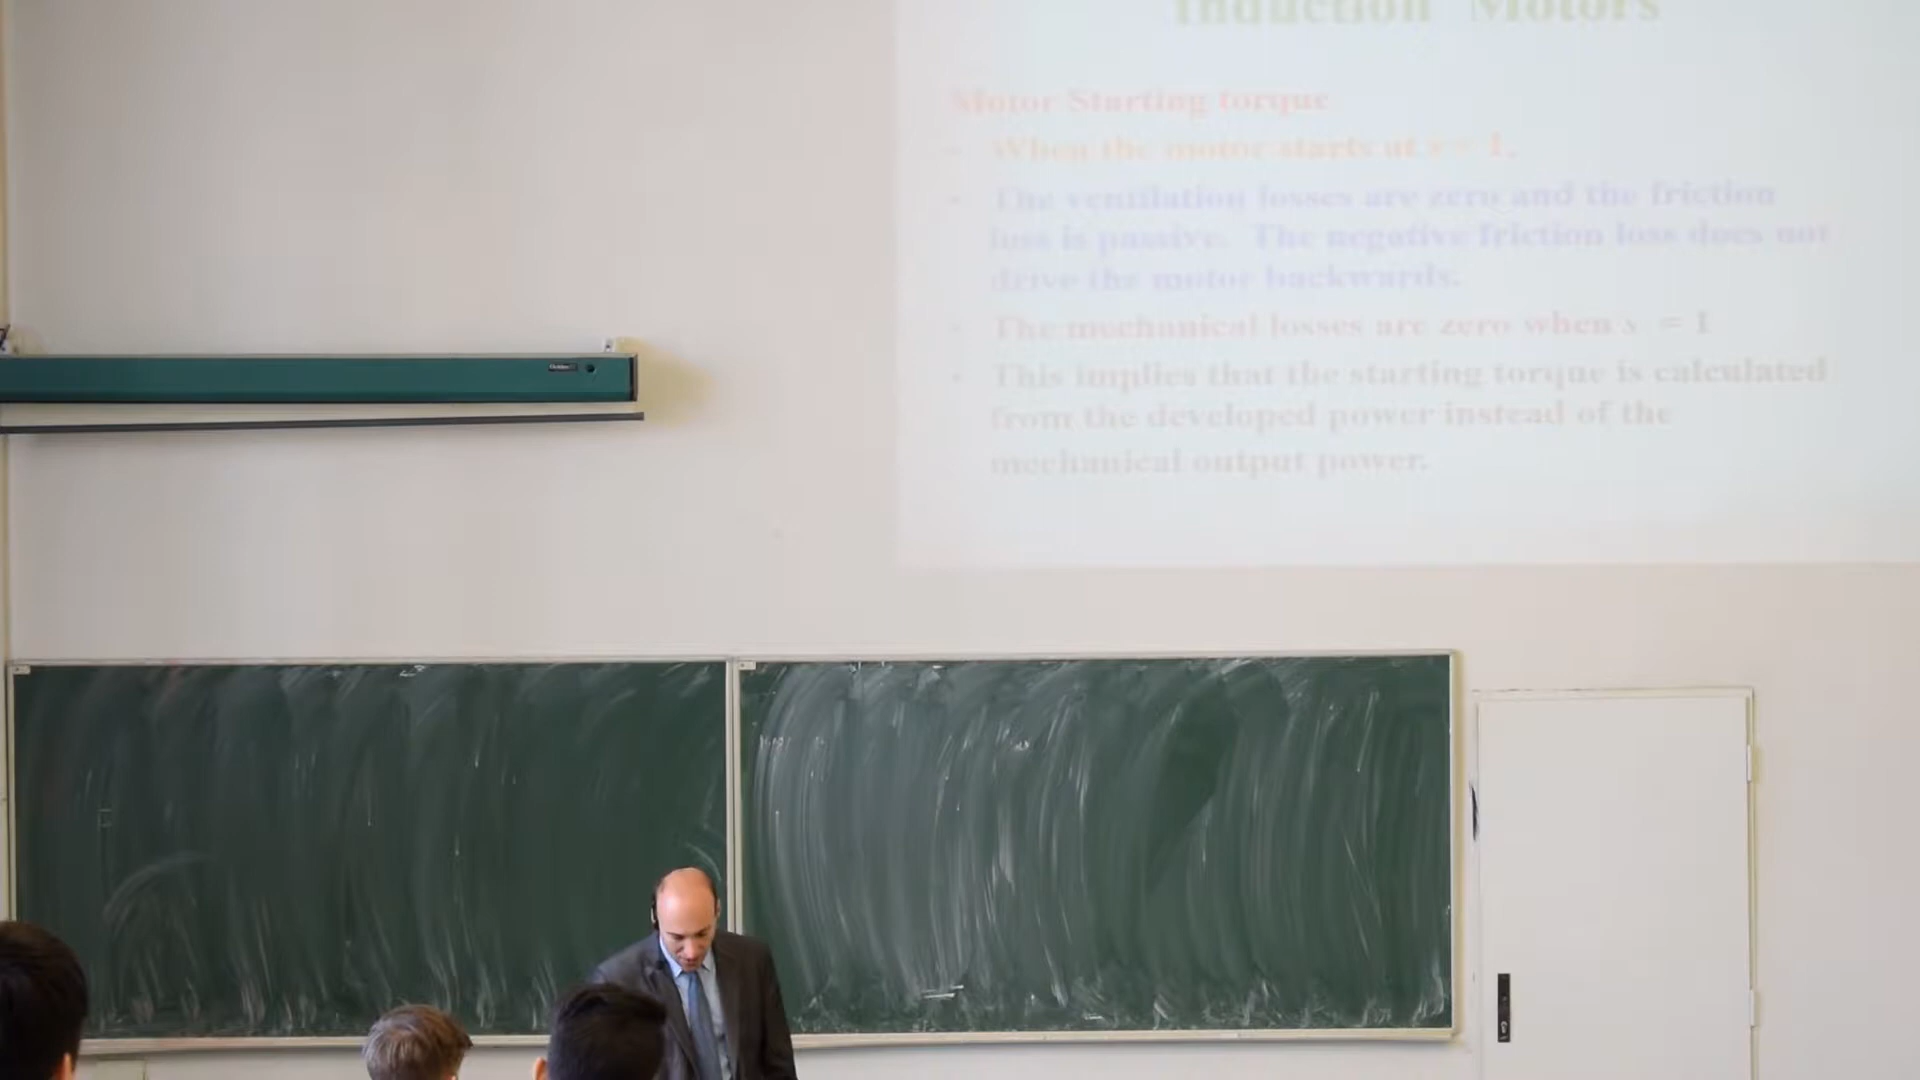 Induction Motors
Motor Starting torque
• When the motor starts at s = 1,
• The ventilation losses are zero and the friction
loss is passive. The negative friction loss does not
drive the motor backwards.
• The mechanical losses are zero when s = 1
• This implies that the starting torque is calculated
from the developed power instead of the
mechanical output power.